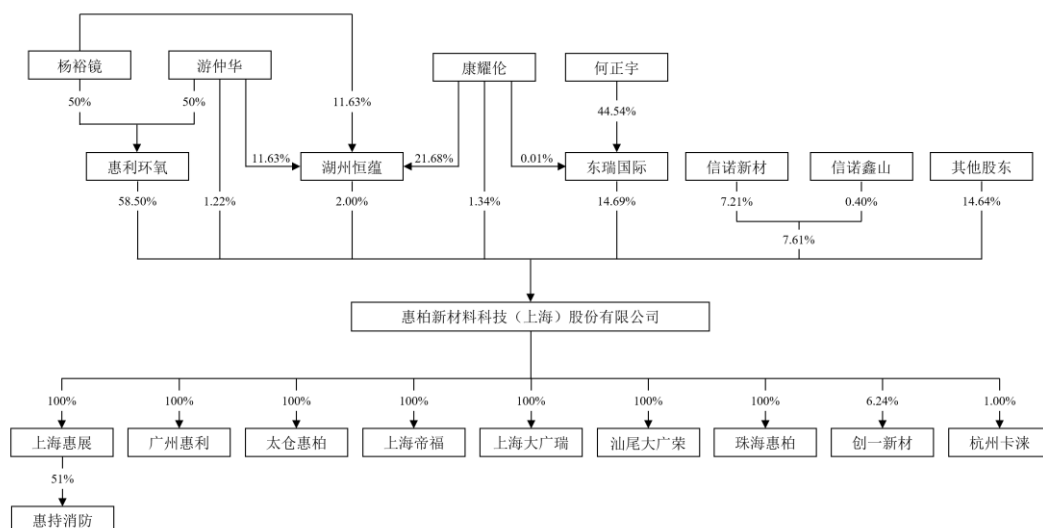 杨裕镜
游仲华
康耀伦
何正宇
50%
50%
11.63%
44.54%
11.63%
21.68%
0.01%
惠利环氧
湖州恒蕴
东瑞国际
信诺新材
信诺鑫山
其他股东
58.50%
1.22%
2.00%
1.34%
14.69%
7.21%
0.40%
14.64%
7.61%
惠柏新材料科技（上海）股份有限公司
100%
100%
100%
100%
100%
100%
100%
6.24%
1.00%
上海惠展
广州惠利
太仓惠柏
上海帝福
上海大广瑞
汕尾大广荣
珠海惠柏
创一新材
杭州卡涞
51%
惠持消防